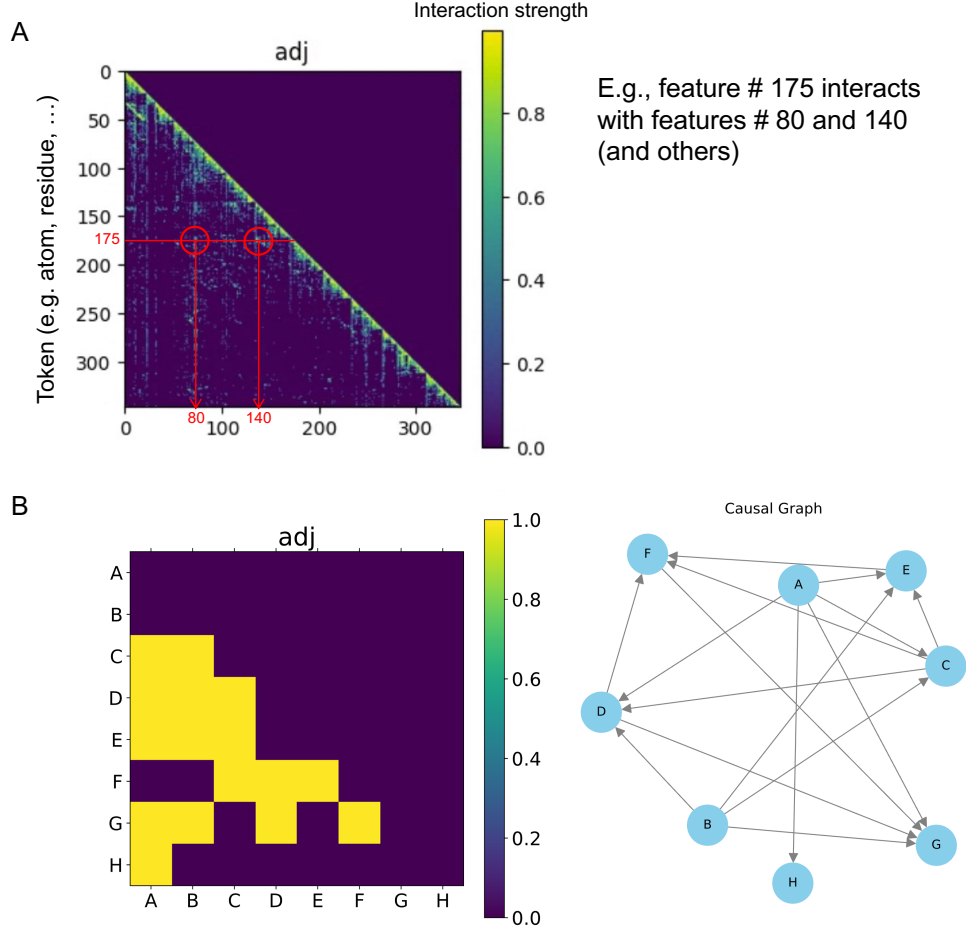 Interaction strength
A
adj
E.g., feature # 175 interacts
with features # 80 and 140
(and others)
Token (e.g. atom, residue, …)
0
50
100
150
175
200
250
300
0
80
100
140
200
300
0.8
0.6
0.4
0.2
0.0
B
adj
A
B
C
D
E
F
G
H
A B C D E F G H
1.0
0.8
0.6
0.4
0.2
0.0
Causal Graph
F
E
A
C
D
B
G
H